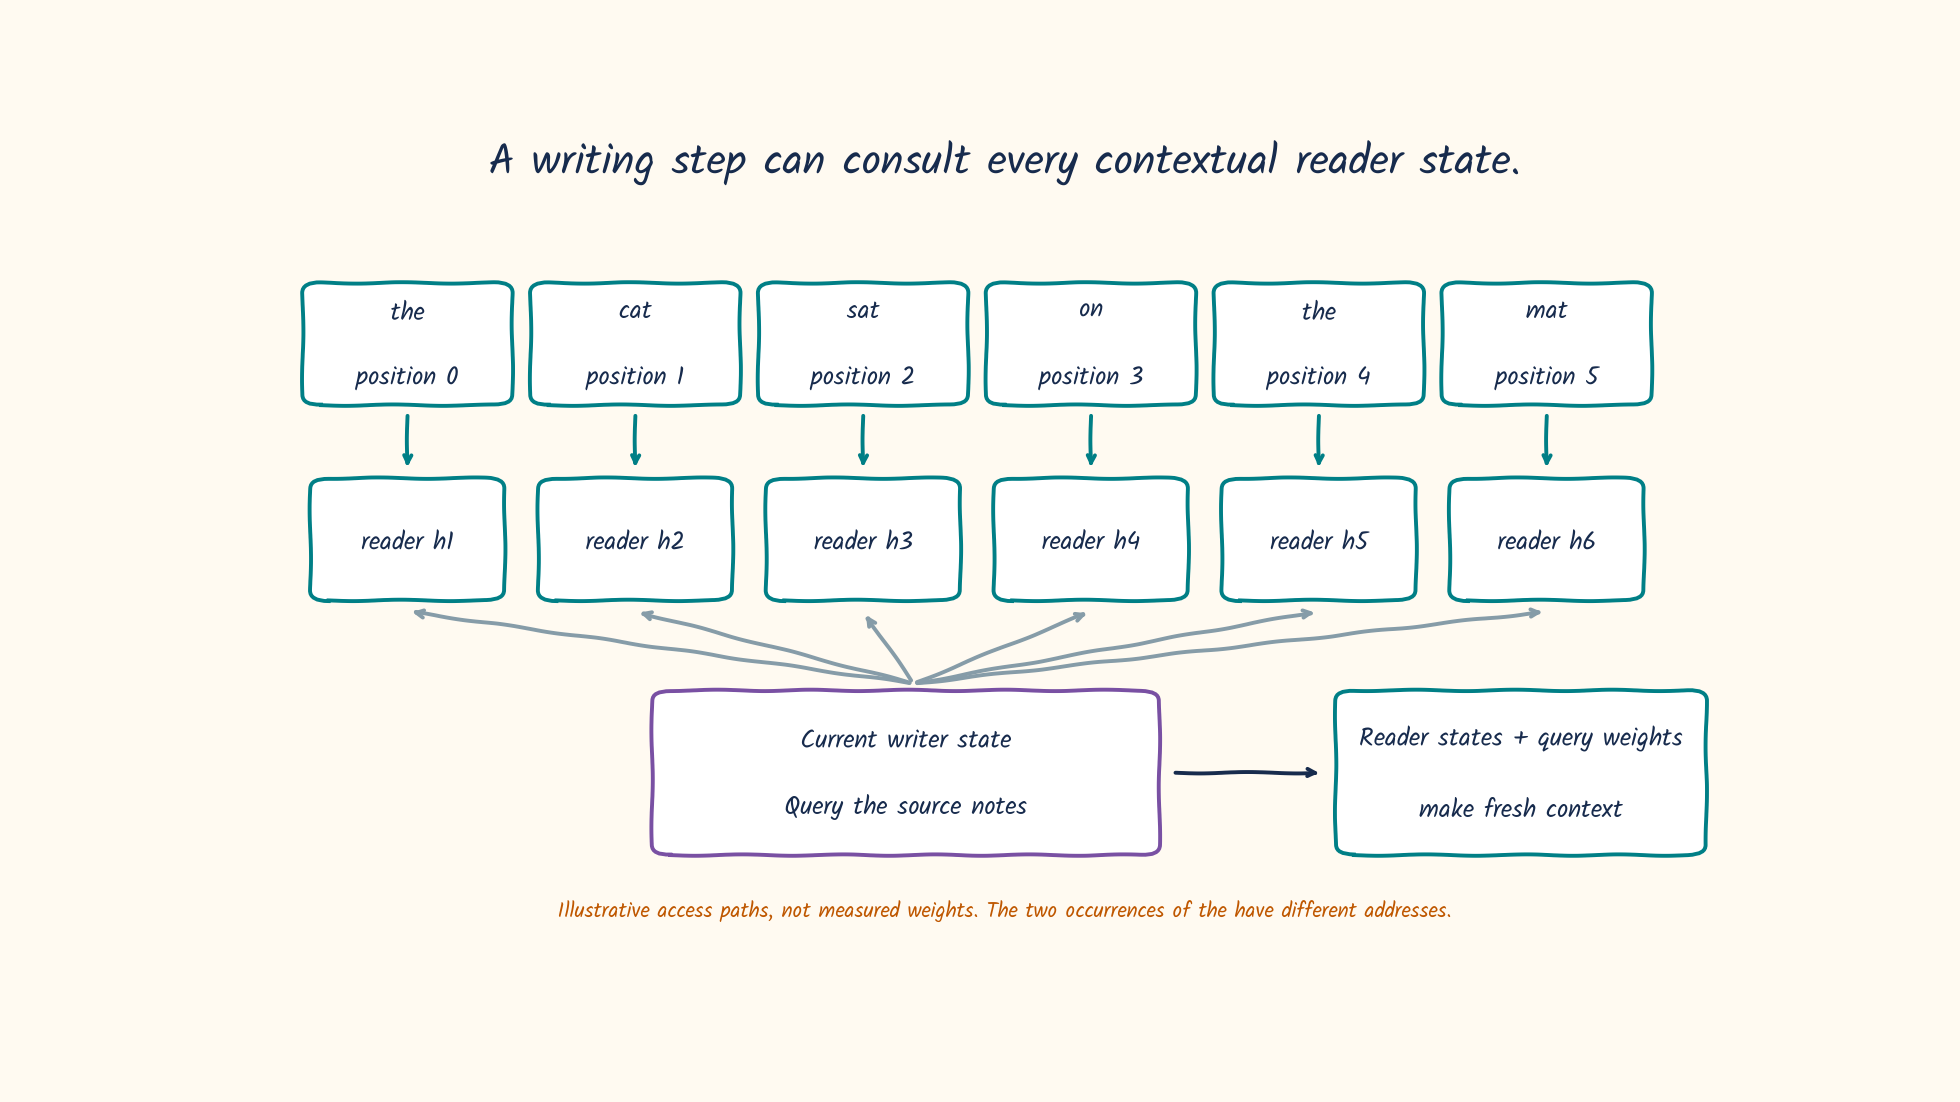 A writing step can consult every contextual reader state.
the
position 0
cat
position 1
sat
position 2
on
position 3
the
position 4
mat
position 5
reader h1
reader h2
reader h3
reader h4
reader h5
reader h6
Current writer state
Query the source notes
Reader states + query weights
make fresh context
Illustrative access paths, not measured weights. The two occurrences of the have different addresses.